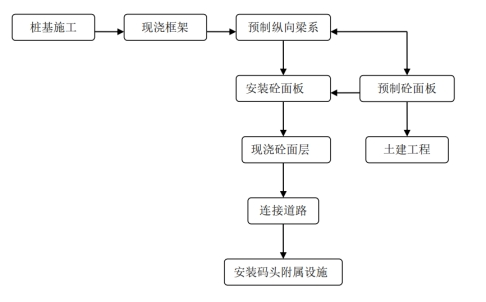 桩基施工
现浇框架
预制纵向梁系
安装砼面板
预制砼面板
现浇砼面层
土建工程
连接道路
安装码头附属设施